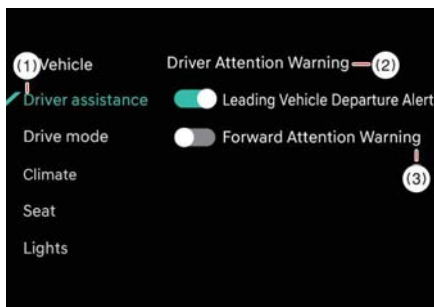 (1) Vehicle
Driver Attention Warning (2)
Driver assistance
Leading Vehicle Departure Alert
Drive mode
Forward Attention Warning
(3)
Climate
Seat
Lights